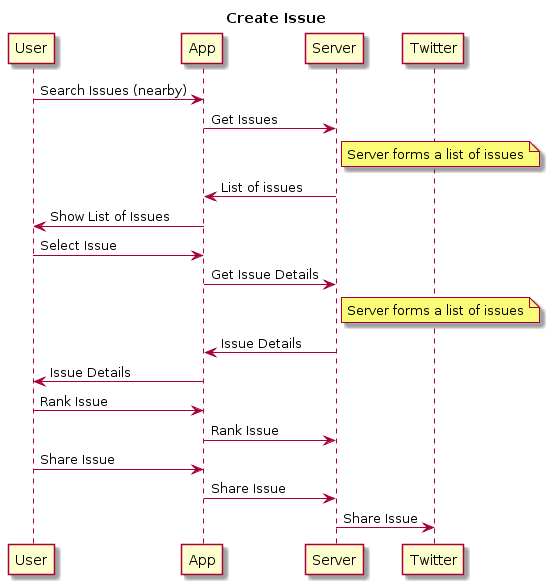 Create Issue
User App Server Twitter
Search Issues (nearby)
Get Issues
Server forms a list of issues
List of issues
Show List of Issues
Select Issue
Get Issue Details
Server forms a list of issues
Issue Details
Issue Details
Rank Issue
Rank Issue
Share Issue
Share Issue
Share Issue
User App Server Twitter